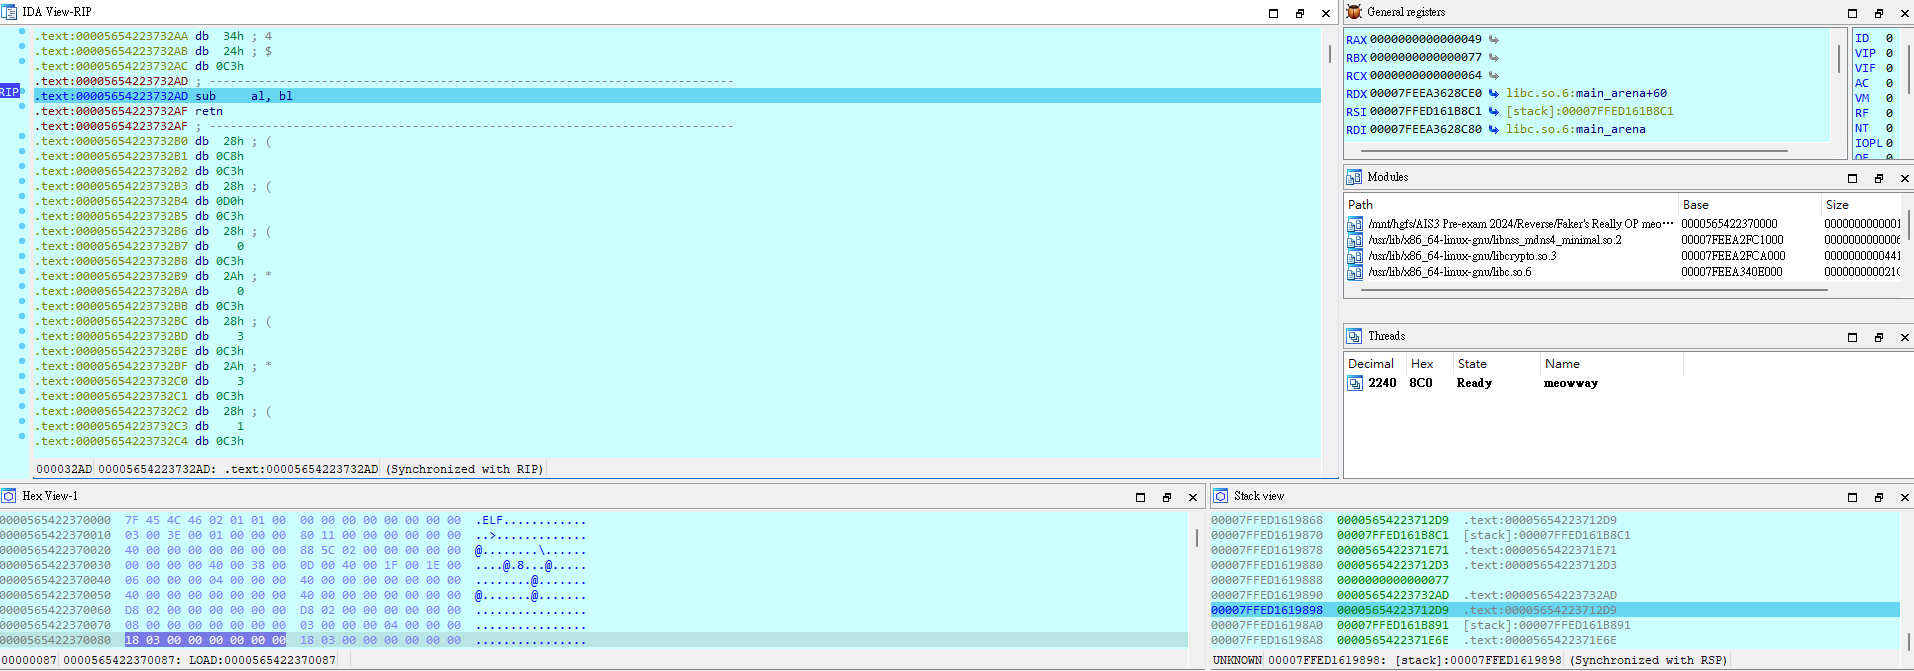 IDA View-RIP
.text:00005654223732AA db  34h ; 4
.text:00005654223732AB db  24h ; $
.text:00005654223732AC db 0C3h
.text:00005654223732AD ; ---------------------------------------------------------------------------
RIP .text:00005654223732AD sub     al, bl
.text:00005654223732AF retn
.text:00005654223732AF ; ---------------------------------------------------------------------------
.text:00005654223732B0 db  28h ; (
.text:00005654223732B1 db 0C8h
.text:00005654223732B2 db 0C3h
.text:00005654223732B3 db  28h ; (
.text:00005654223732B4 db 0D0h
.text:00005654223732B5 db 0C3h
.text:00005654223732B6 db  28h ; (
.text:00005654223732B7 db    0
.text:00005654223732B8 db 0C3h
.text:00005654223732B9 db  2Ah ; *
.text:00005654223732BA db    0
.text:00005654223732BB db 0C3h
.text:00005654223732BC db  28h ; (
.text:00005654223732BD db    3
.text:00005654223732BE db 0C3h
.text:00005654223732BF db  2Ah ; *
.text:00005654223732C0 db    3
.text:00005654223732C1 db 0C3h
.text:00005654223732C2 db  28h ; (
.text:00005654223732C3 db    1
.text:00005654223732C4 db 0C3h
000032AD 00005654223732AD: .text:00005654223732AD (Synchronized with RIP)
General registers
RAX 0000000000000049
RBX 0000000000000077
RCX 0000000000000064
RDX 00007FEEA3628CE0 libc.so.6:main_arena+60
RSI 00007FFED161B8C1 [stack]:00007FFED161B8C1
RDI 00007FEEA3628C80 libc.so.6:main_arena
ID 0
VIP 0
VIF 0
AC 0
VM 0
RF 0
NT 0
IOPL 0
Modules
Path Base Size
/mnt/hgfs/AIS3 Pre-exam 2024/Reverse/Faker's Really OP meo··· 0000565422370000 0000000000001
/usr/lib/x86_64-linux-gnu/libnss_mdns4_minimal.so.2 00007FEEA2FC1000 0000000000006
/usr/lib/x86_64-linux-gnu/libcrypto.so.3 00007FEEA2FCA000 0000000000441
/usr/lib/x86_64-linux-gnu/libc.so.6 00007FEEA340E000 000000000021C
Threads
Decimal Hex State Name
2240 8C0 Ready meowway
Hex View-1
0000565422370000  7F 45 4C 46 02 01 01 00  00 00 00 00 00 00 00 00  .ELF............
0000565422370010  03 00 3E 00 01 00 00 00  80 11 00 00 00 00 00 00  ..>.............
0000565422370020  40 00 00 00 00 00 00 00  88 5C 02 00 00 00 00 00  @........\......
0000565422370030  00 00 00 00 40 00 38 00  0D 00 40 00 1F 00 1E 00  ....@.8...@.....
0000565422370040  06 00 00 00 04 00 00 00  40 00 00 00 00 00 00 00  ........@.......
0000565422370050  40 00 00 00 00 00 00 00  40 00 00 00 00 00 00 00  @.......@.......
0000565422370060  D8 02 00 00 00 00 00 00  D8 02 00 00 00 00 00 00  ................
0000565422370070  08 00 00 00 00 00 00 00  03 00 00 00 04 00 00 00  ................
0000565422370080  18 03 00 00 00 00 00 00  18 03 00 00 00 00 00 00  ................
00000087 0000565422370087: LOAD:0000565422370087
Stack view
00007FFED1619868  00005654223712D9  .text:00005654223712D9
00007FFED1619870  00007FFED161B8C1  [stack]:00007FFED161B8C1
00007FFED1619878  0000565422371E71  .text:0000565422371E71
00007FFED1619880  00005654223712D3  .text:00005654223712D3
00007FFED1619888  0000000000000077
00007FFED1619890  00005654223732AD  .text:00005654223732AD
00007FFED1619898  00005654223712D9  .text:00005654223712D9
00007FFED16198A0  00007FFED161B891  [stack]:00007FFED161B891
00007FFED16198A8  0000565422371E6E  .text:0000565422371E6E
UNKNOWN 00007FFED1619898: [stack]:00007FFED1619898 (Synchronized with RSP)